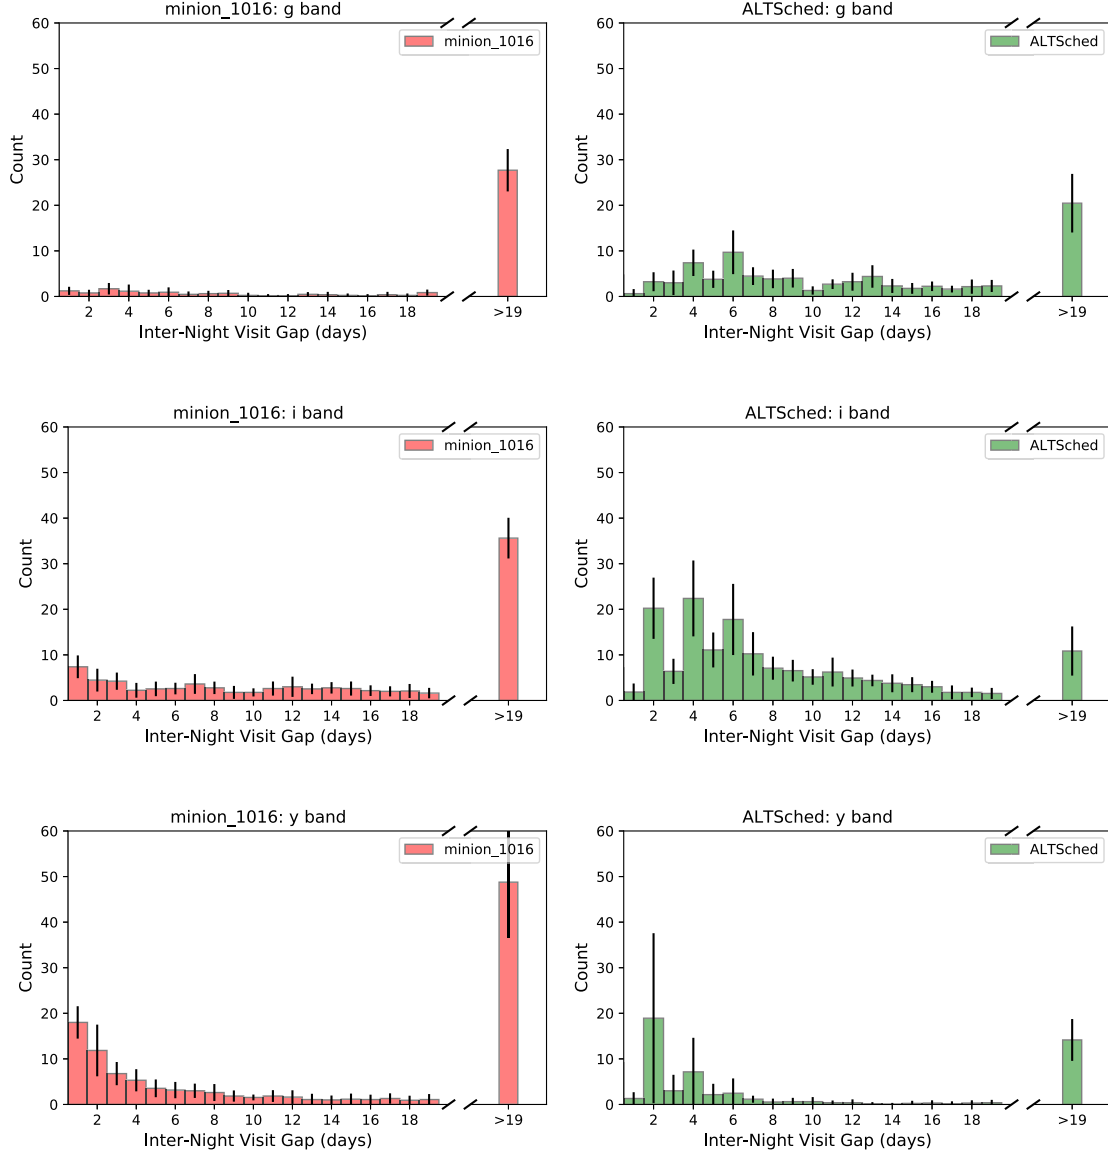 minion_1016: g band
60
50
40
30
20
10
0
Count
minion_1016
2 4 6 8 10 12 14 16 18 >19
Inter-Night Visit Gap (days)
ALTSched: g band
60
50
40
30
20
10
0
Count
ALTSched
2 4 6 8 10 12 14 16 18 >19
Inter-Night Visit Gap (days)
minion_1016: i band
60
50
40
30
20
10
0
Count
minion_1016
2 4 6 8 10 12 14 16 18 >19
Inter-Night Visit Gap (days)
ALTSched: i band
60
50
40
30
20
10
0
Count
ALTSched
2 4 6 8 10 12 14 16 18 >19
Inter-Night Visit Gap (days)
minion_1016: y band
60
50
40
30
20
10
0
Count
minion_1016
2 4 6 8 10 12 14 16 18 >19
Inter-Night Visit Gap (days)
ALTSched: y band
60
50
40
30
20
10
0
Count
ALTSched
2 4 6 8 10 12 14 16 18 >19
Inter-Night Visit Gap (days)